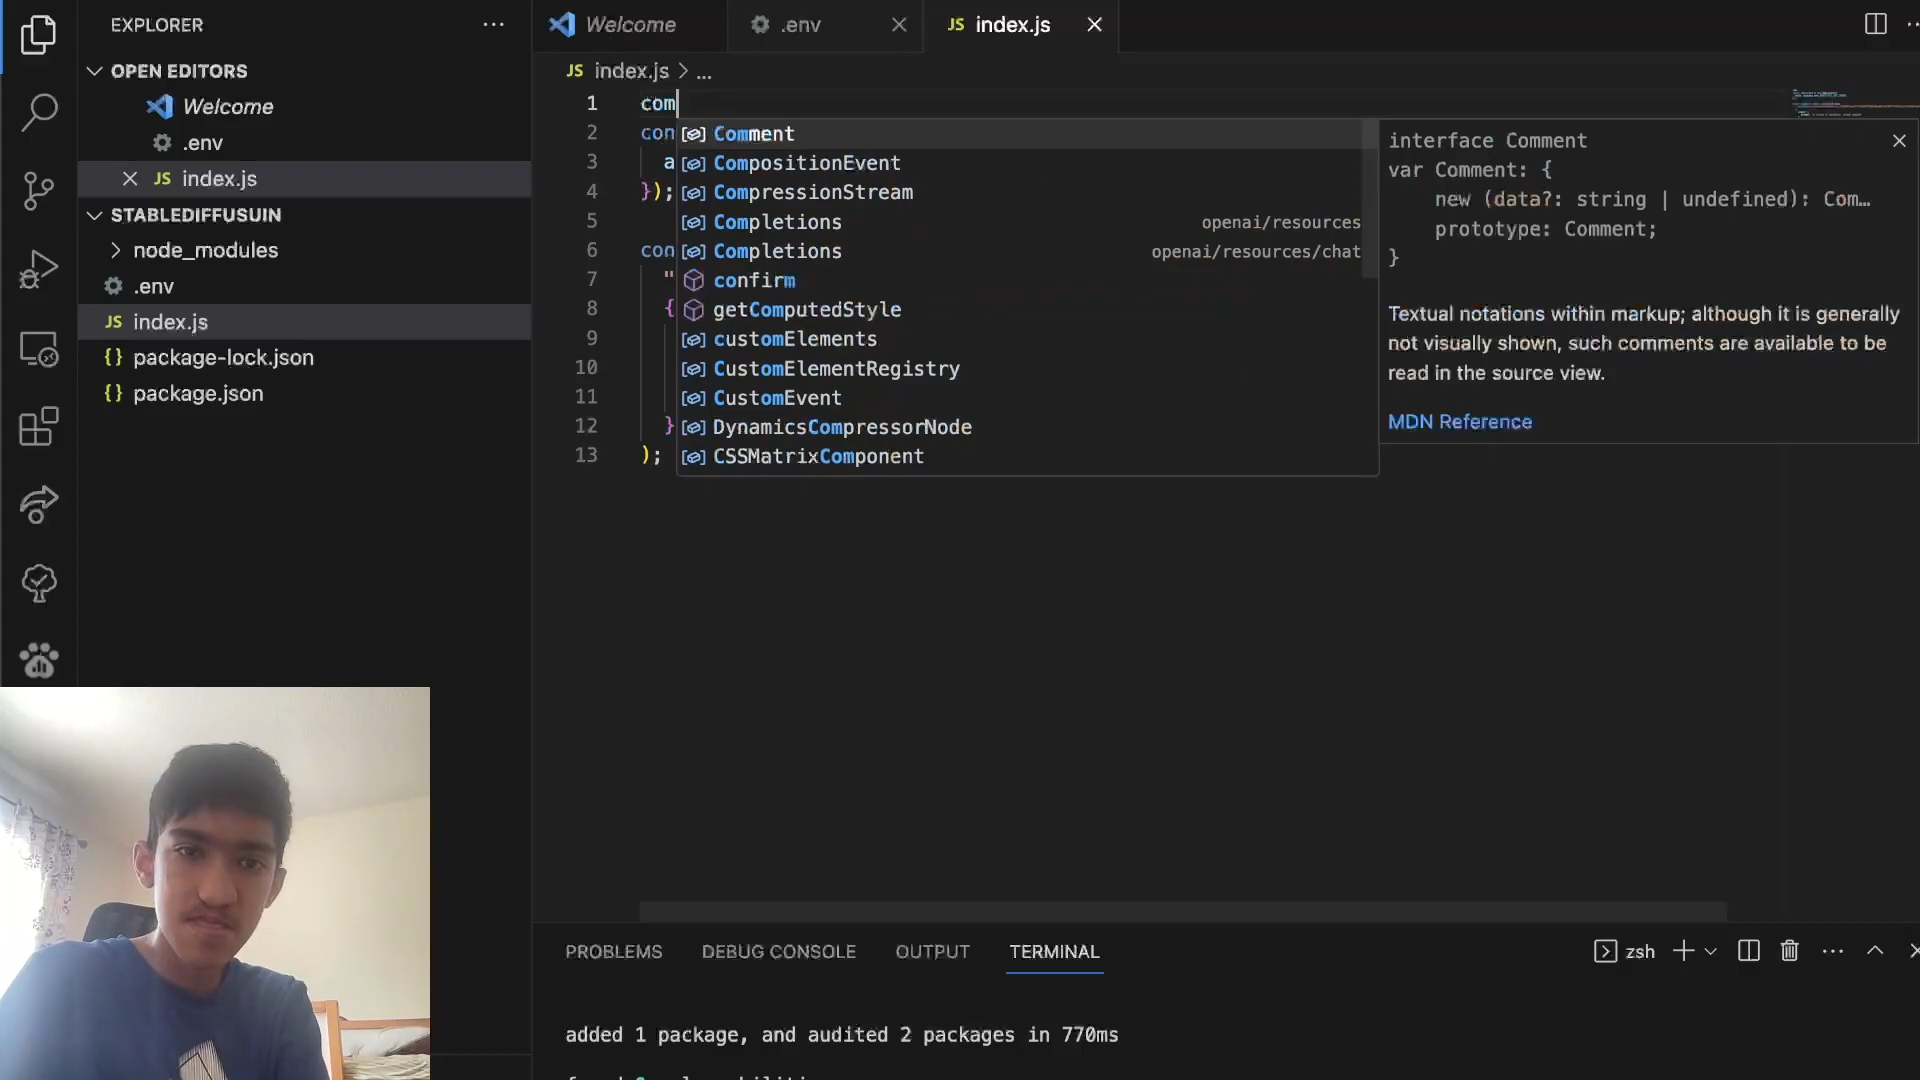 EXPLORER
OPEN EDITORS
Welcome
.env
JS index.js
STABLEDIFFUSUIN
node_modules
.env
JS index.js
{} package-lock.json
{} package.json
Welcome
.env
JS index.js
JS index.js > ...
1 com
2 con
3 a
4 });
5
6 con
7 "
8 {
9
10
11
12 }
13 );
Comment
CompositionEvent
CompressionStream
Completions openai/resources
Completions openai/resources/chat
confirm
getComputedStyle
customElements
CustomElementRegistry
CustomEvent
DynamicsCompressorNode
CSSMatrixComponent
interface Comment
var Comment: {
new (data?: string | undefined): Com…
prototype: Comment;
}
Textual notations within markup; although it is generally
not visually shown, such comments are available to be
read in the source view.
MDN Reference
PROBLEMS DEBUG CONSOLE OUTPUT TERMINAL
zsh
added 1 package, and audited 2 packages in 770ms